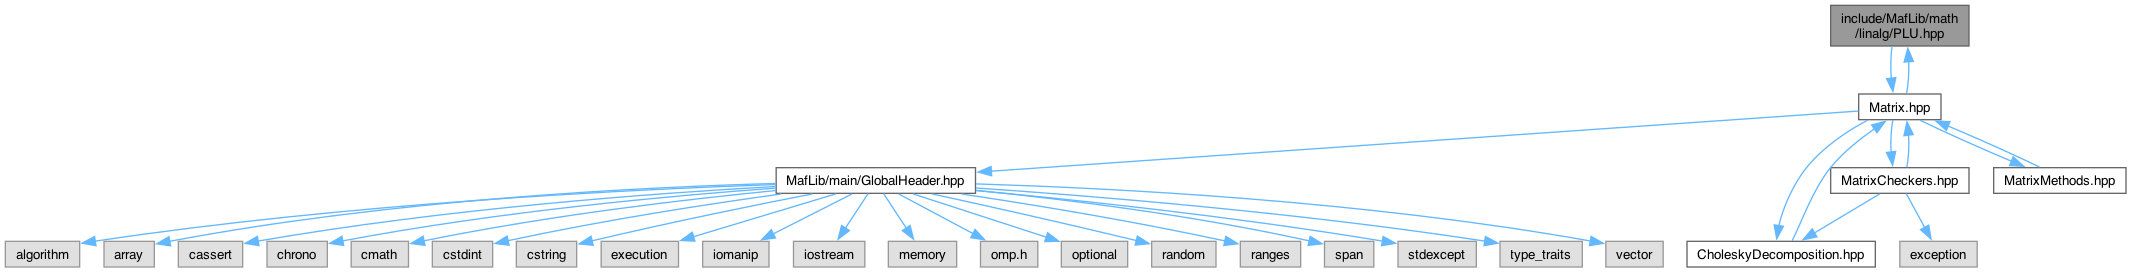 include/MafLib/math
/linalg/PLU.hpp
Matrix.hpp
MafLib/main/GlobalHeader.hpp
MatrixCheckers.hpp
MatrixMethods.hpp
algorithm
array
cassert
chrono
cmath
cstdint
cstring
execution
iomanip
iostream
memory
omp.h
optional
random
ranges
span
stdexcept
type_traits
vector
CholeskyDecomposition.hpp
exception